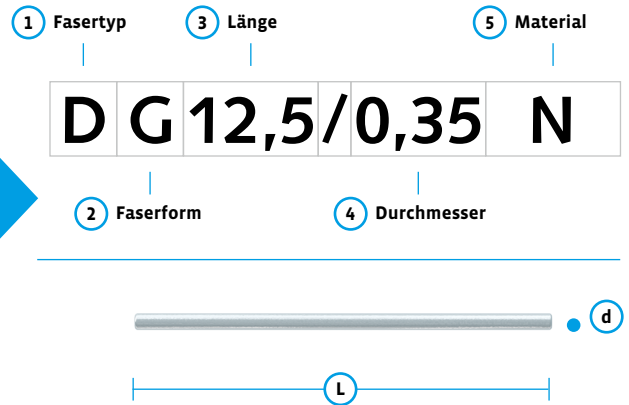 1 Fasertyp 3 Länge 5 Material
D G 12,5 / 0,35 N
2 Faserform 4 Durchmesser
d
L